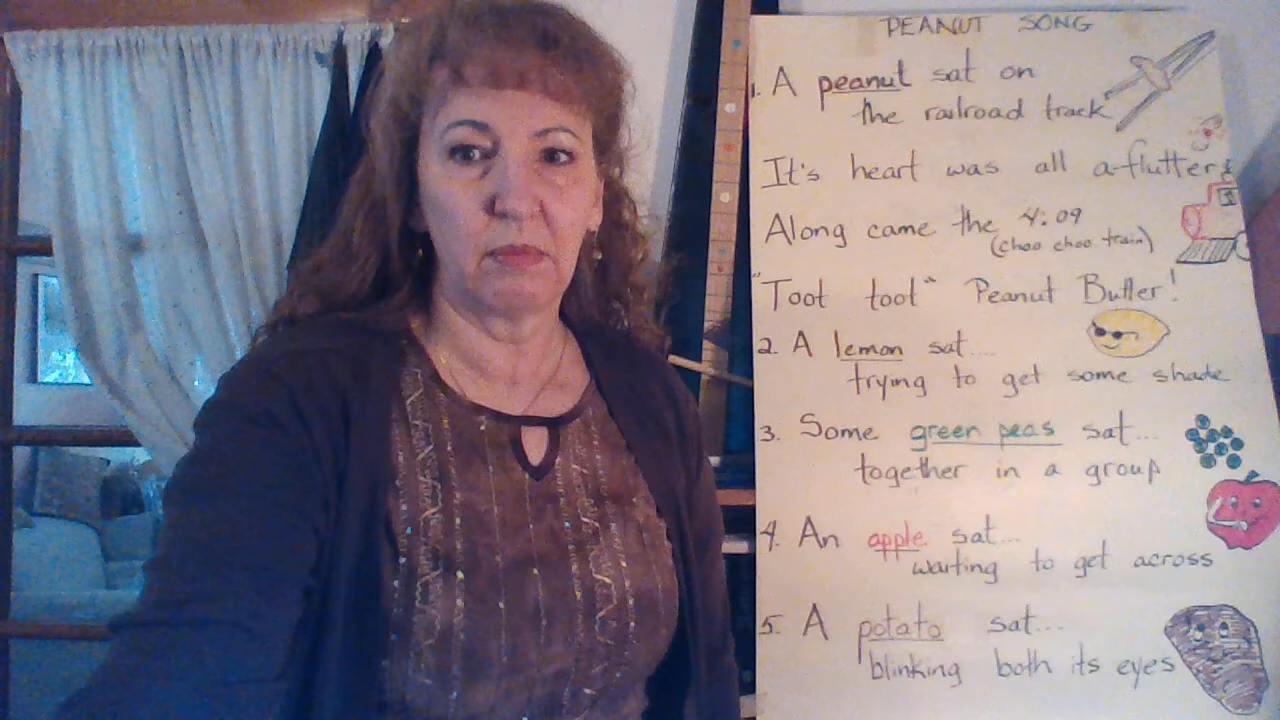 PEANUT SONG
1. A peanut sat on
the railroad track
It's heart was all a-flutter
Along came the 4:09
(choo choo train)
"Toot toot" Peanut Butter!
2. A lemon sat....
trying to get some shade
3. Some green peas sat...
together in a group
4. An apple sat...
waiting to get across
5. A potato sat...
blinking both its eyes